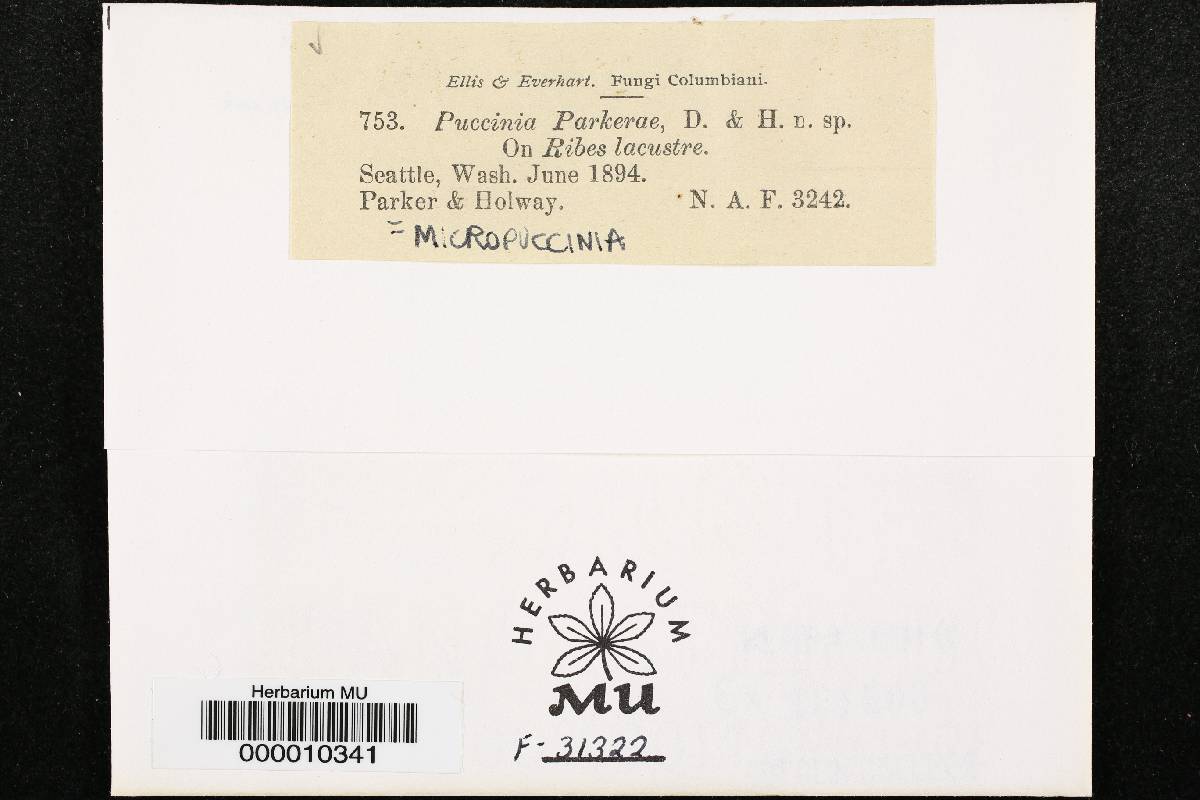 Ellis & Everhart. Fungi Columbiani.
753. Puccinia Parkerae, D. & H. n. sp.
On Ribes lacustre.
Seattle, Wash. June 1894.
Parker & Holway. N. A. F. 3242.
= MICROPUCCINIA
HERBARIUM
MU
F-31322
Herbarium MU
000010341